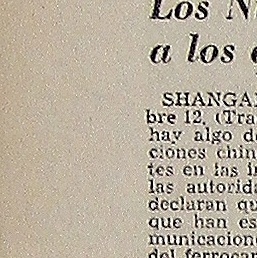 Los N
a los e
SHANGA
bre 12. (Tra
hay algo d
ciones chin
tes en las i
las autorida
declaran qu
que han es
municacione
del ferrocar